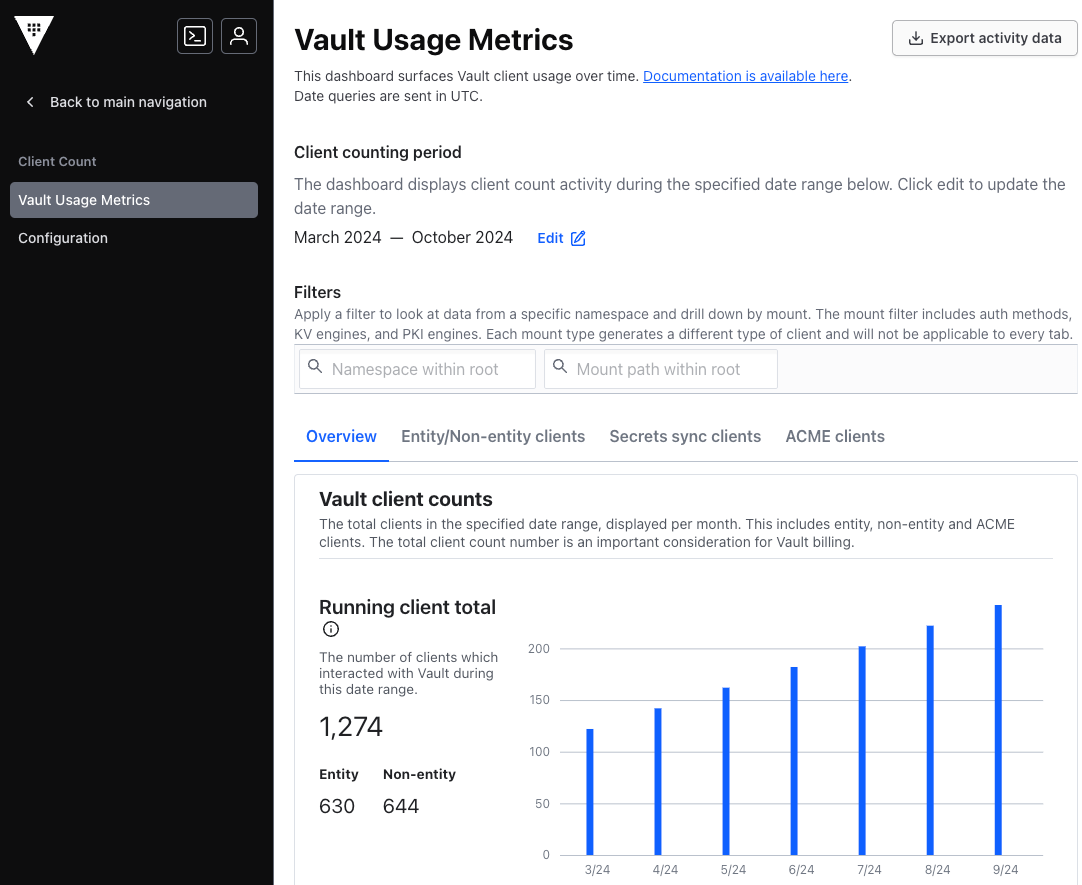 Back to main navigation
Client Count
Vault Usage Metrics
Configuration
Vault Usage Metrics
Export activity data
This dashboard surfaces Vault client usage over time. Documentation is available here.
Date queries are sent in UTC.
Client counting period
The dashboard displays client count activity during the specified date range below. Click edit to update the
date range.
March 2024 — October 2024 Edit
Filters
Apply a filter to look at data from a specific namespace and drill down by mount. The mount filter includes auth methods,
KV engines, and PKI engines. Each mount type generates a different type of client and will not be applicable to every tab.
Namespace within root
Mount path within root
Overview Entity/Non-entity clients Secrets sync clients ACME clients
Vault client counts
The total clients in the specified date range, displayed per month. This includes entity, non-entity and ACME
clients. The total client count number is an important consideration for Vault billing.
Running client total
The number of clients which
interacted with Vault during
this date range.
1,274
Entity Non-entity
630 644
200
150
100
50
0
3/24 4/24 5/24 6/24 7/24 8/24 9/24